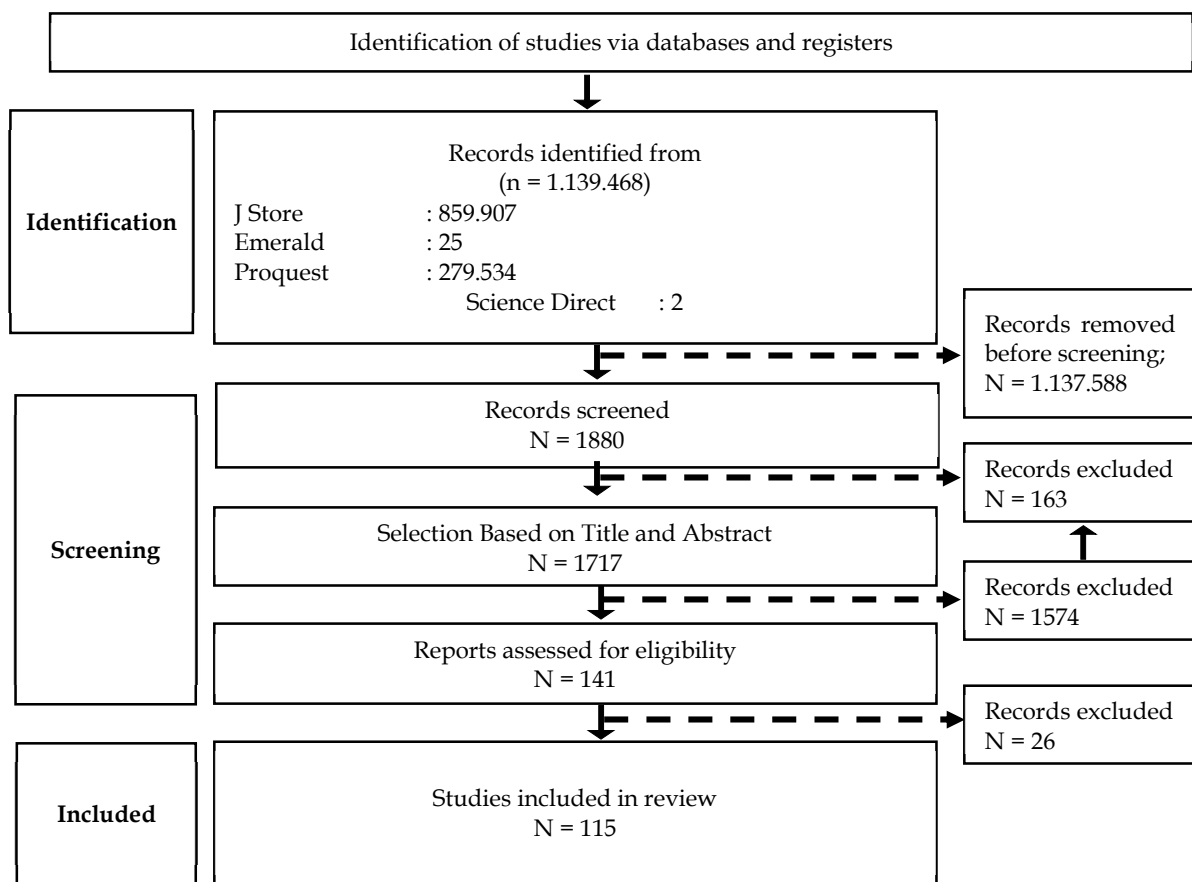 Identification of studies via databases and registers
Identification
Records identified from
(n = 1.139.468)
J Store : 859.907
Emerald : 25
Proquest : 279.534
Science Direct : 2
Records removed
before screening;
N = 1.137.588
Screening
Records screened
N = 1880
Records excluded
N = 163
Selection Based on Title and Abstract
N = 1717
Records excluded
N = 1574
Reports assessed for eligibility
N = 141
Records excluded
N = 26
Included
Studies included in review
N = 115